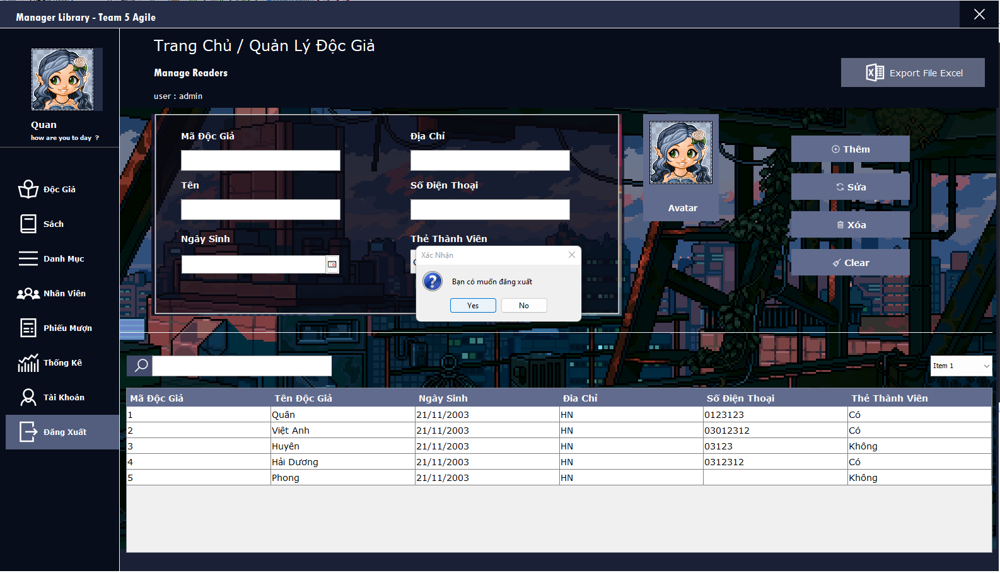 Manager Library - Team 5 Agile
Quan
how are you to day ?
Độc Giả
Sách
Danh Mục
Nhân Viên
Phiếu Mượn
Thống Kê
Tài Khoản
Đăng Xuất
Trang Chủ / Quản Lý Độc Giả
Manage Readers
user : admin
Export File Excel
Mã Độc Giả
Địa Chỉ
Tên
Số Điện Thoại
Ngày Sinh
Thẻ Thành Viên
Avatar
Thêm
Sửa
Xóa
Clear
Xác Nhận
Bạn có muốn đăng xuất
Yes No
Item 1
Mã Độc Giả Tên Độc Giả Ngày Sinh Đia Chỉ Số Điện Thoại Thẻ Thành Viên
1 Quân 21/11/2003 HN 0123123 Có
2 Việt Anh 21/11/2003 HN 03012312 Có
3 Huyên 21/11/2003 HN 03123 Không
4 Hải Dương 21/11/2003 HN 0312312 Có
5 Phong 21/11/2003 HN Không